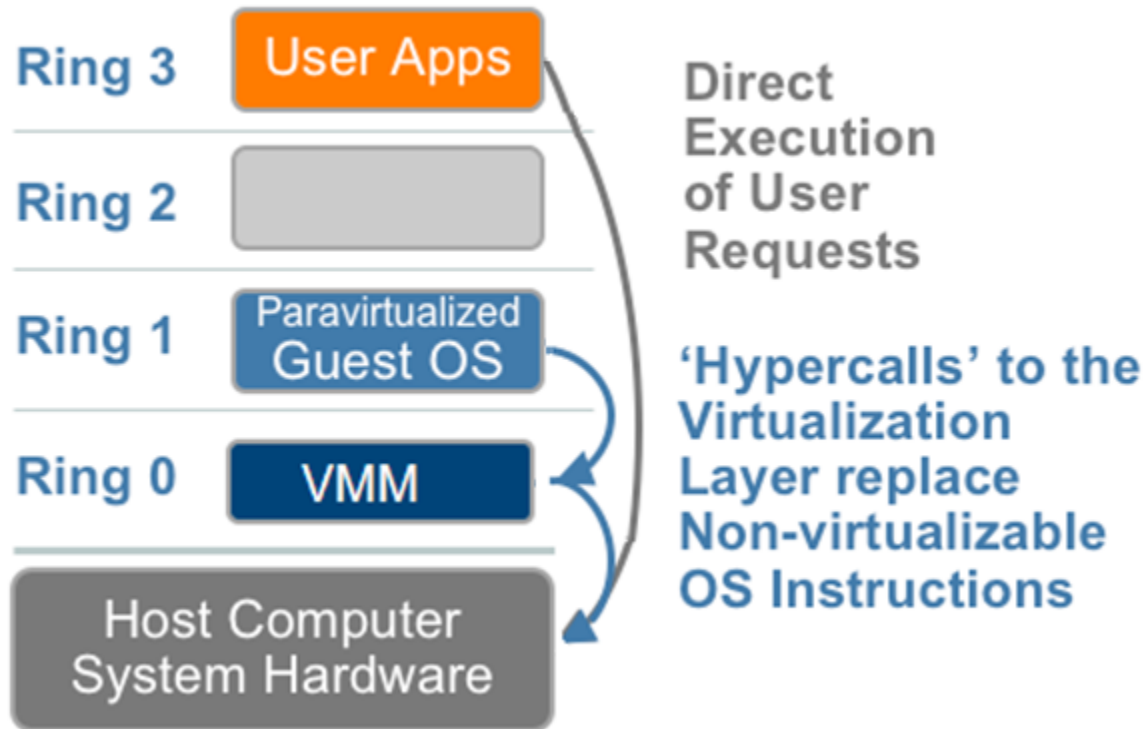 Ring 3
User Apps
Ring 2
Ring 1
Paravirtualized
Guest OS
Ring 0
VMM
Host Computer
System Hardware
Direct
Execution
of User
Requests
‘Hypercalls’ to the
Virtualization
Layer replace
Non-virtualizable
OS Instructions